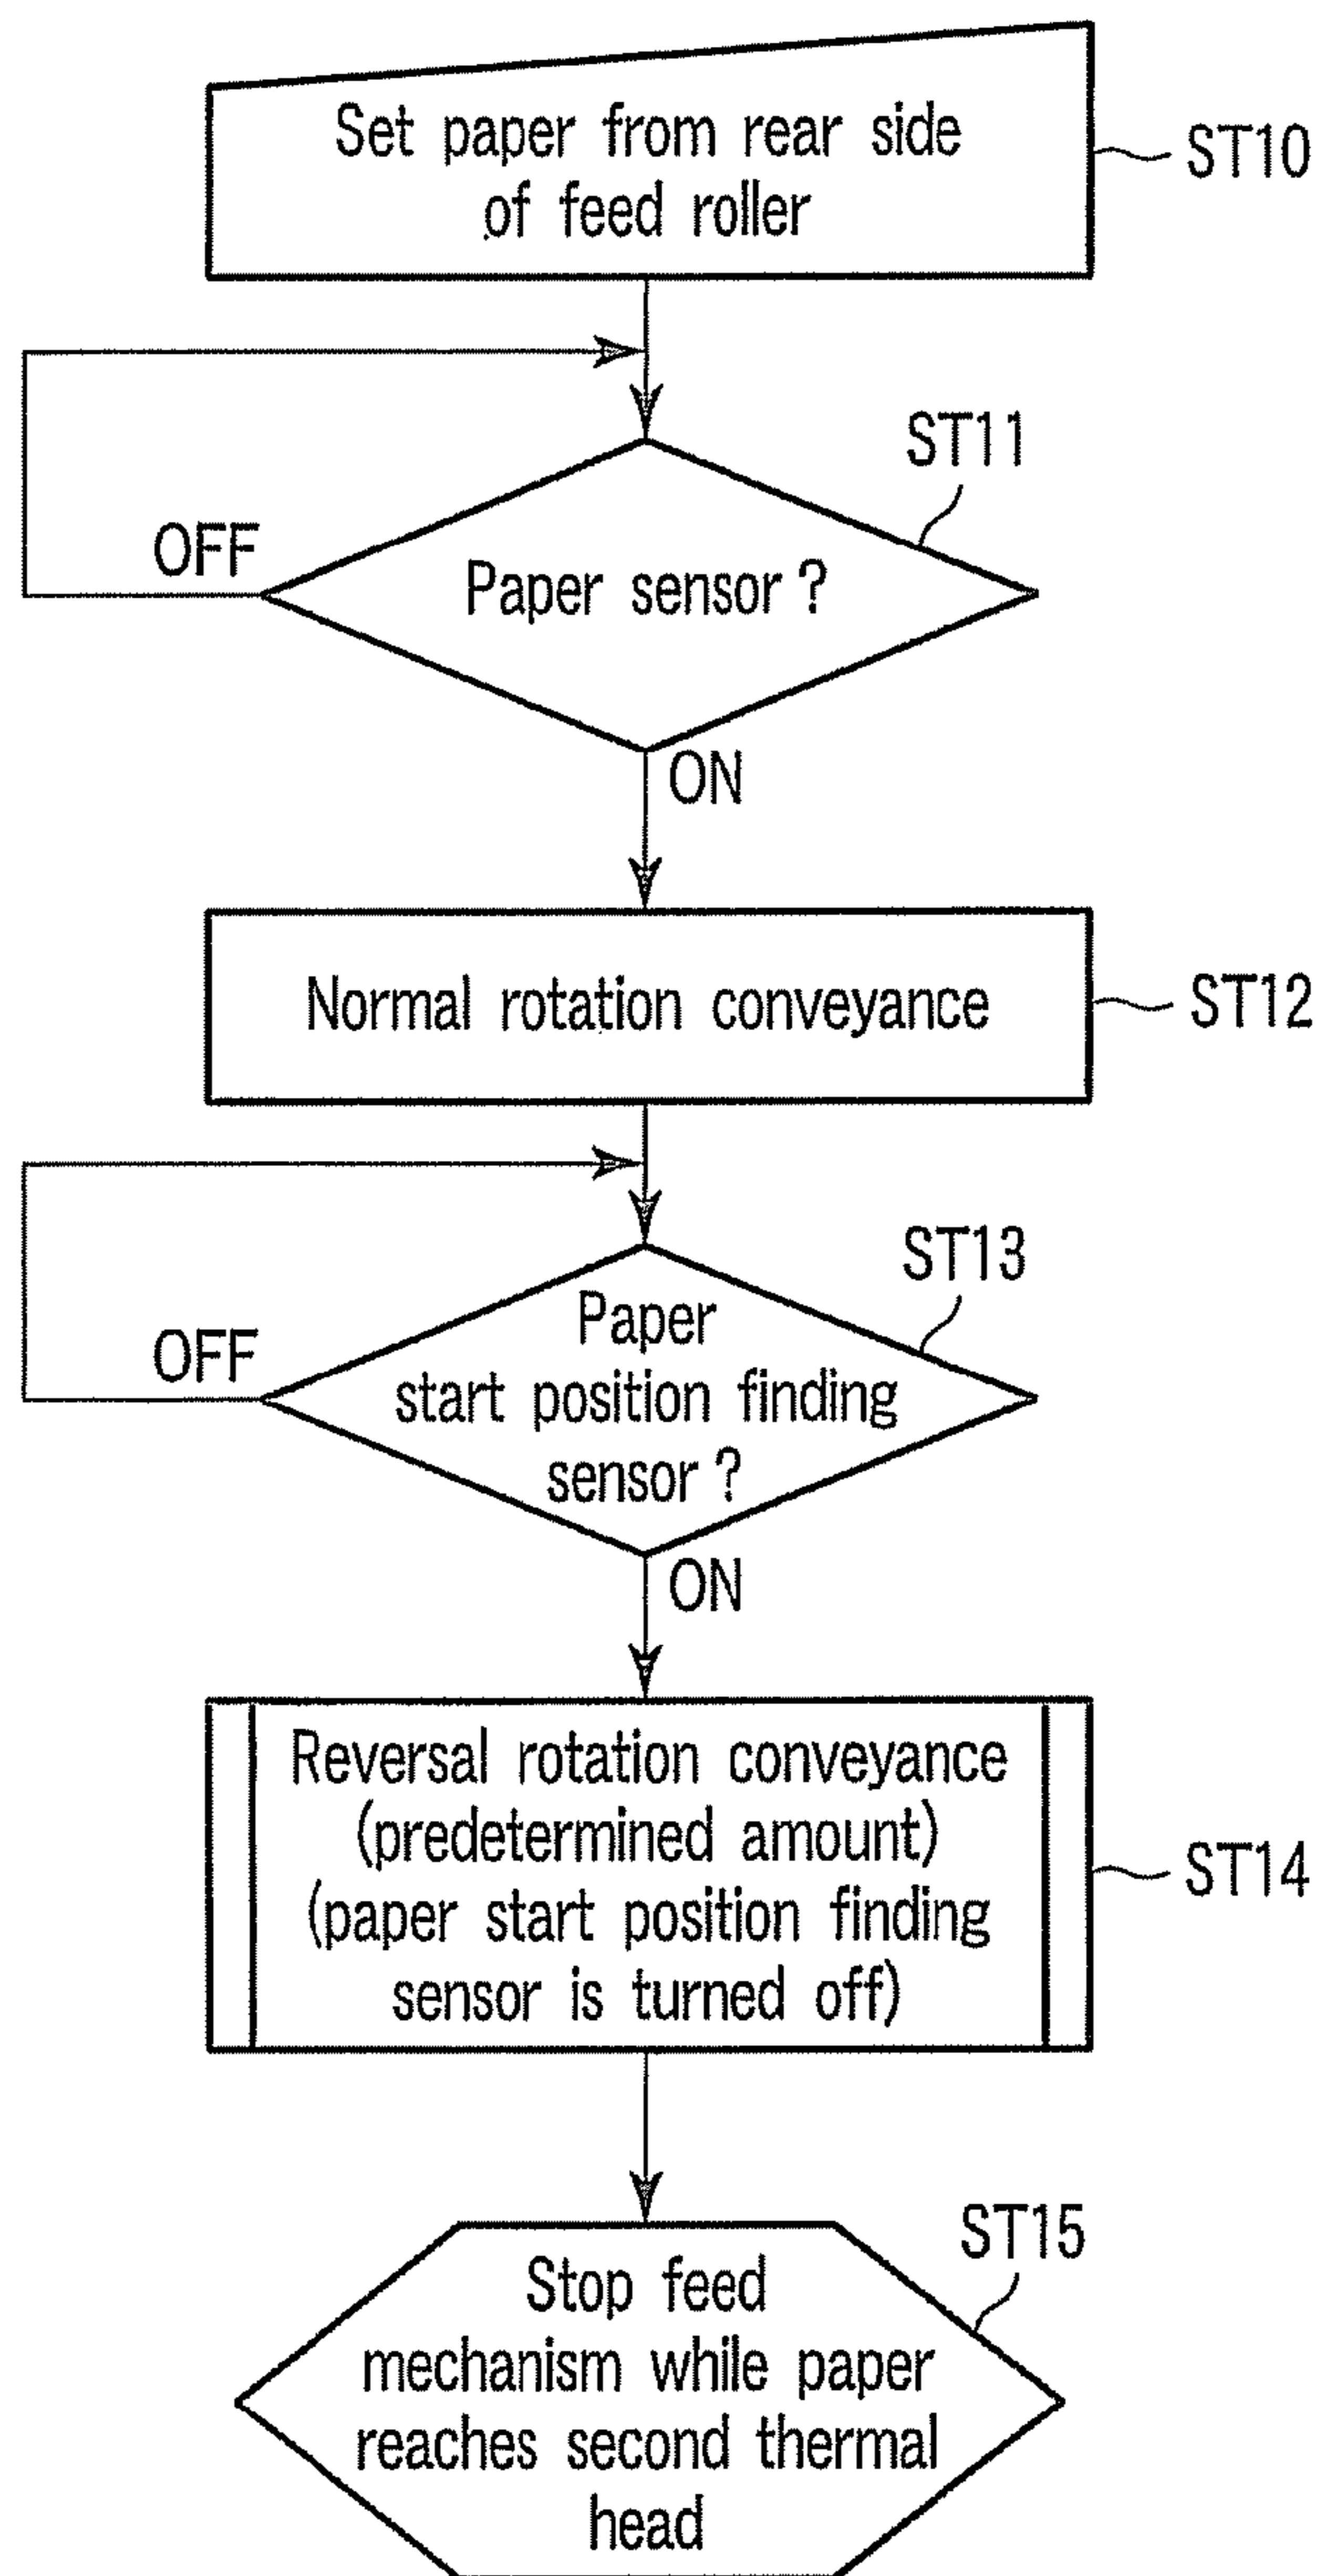 Set paper from rear side
of feed roller
ST10
ST11
OFF
Paper sensor ?
ON
Normal rotation conveyance
ST12
ST13
Paper
OFF
start position finding
sensor ?
ON
Reversal rotation conveyance
(predetermined amount)
(paper start position finding
sensor is turned off)
ST14
ST15
Stop feed
mechanism while paper
reaches second thermal
head